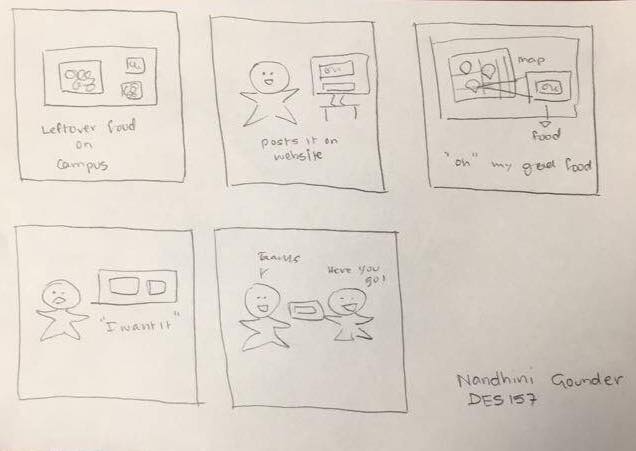 Leftover food
on
campus
posts it on
website
map
food
"oh" my good food
"I want it"
Thanks
Here you
go!
Nandhini Gounder
DES 157